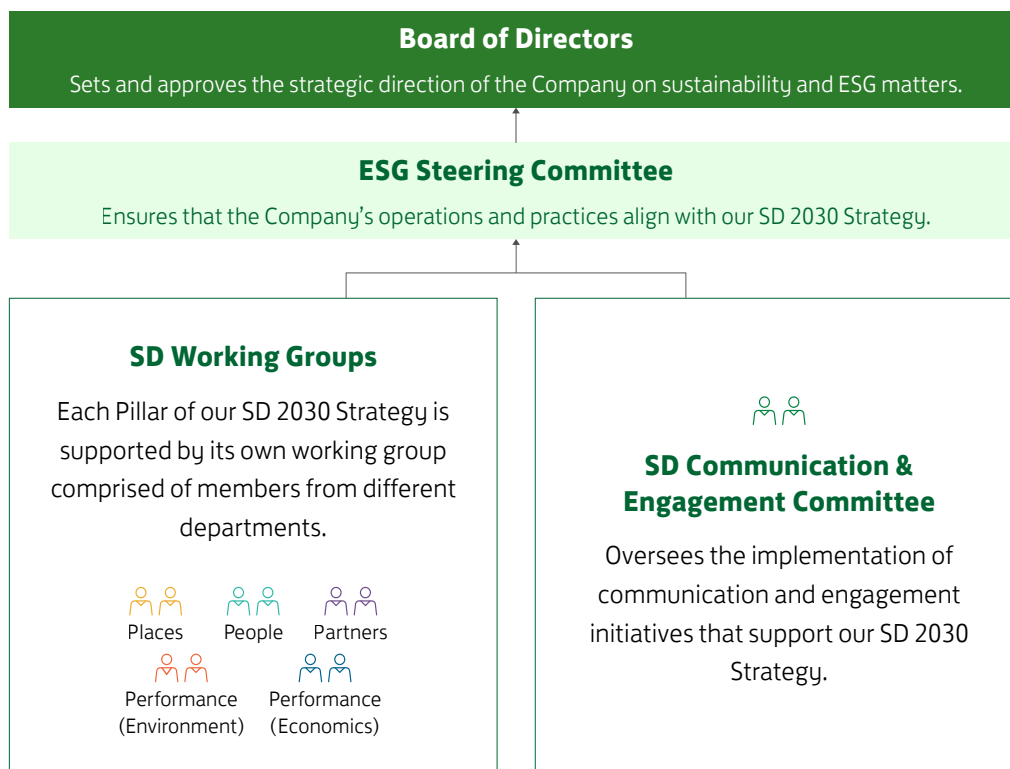 Board of Directors
Sets and approves the strategic direction of the Company on sustainability and ESG matters.
ESG Steering Committee
Ensures that the Company’s operations and practices align with our SD 2030 Strategy.
SD Working Groups
Each Pillar of our SD 2030 Strategy is
supported by its own working group
comprised of members from different
departments.
Places People Partners
Performance Performance
(Environment) (Economics)
SD Communication &
Engagement Committee
Oversees the implementation of
communication and engagement
initiatives that support our SD 2030
Strategy.